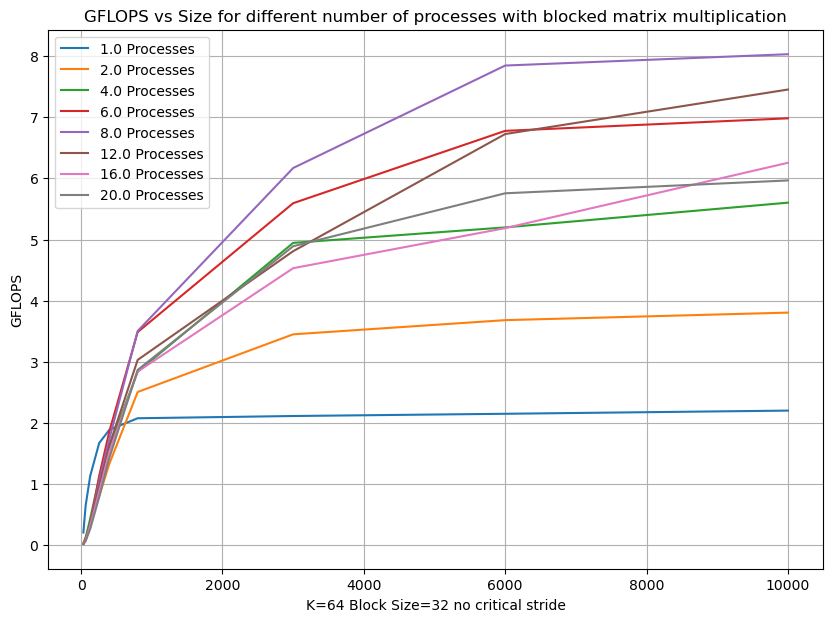 GFLOPS vs Size for different number of processes with blocked matrix multiplication
1.0 Processes
2.0 Processes
4.0 Processes
6.0 Processes
8.0 Processes
12.0 Processes
16.0 Processes
20.0 Processes
GFLOPS
8
7
6
5
4
3
2
1
0
0 2000 4000 6000 8000 10000
K=64 Block Size=32 no critical stride